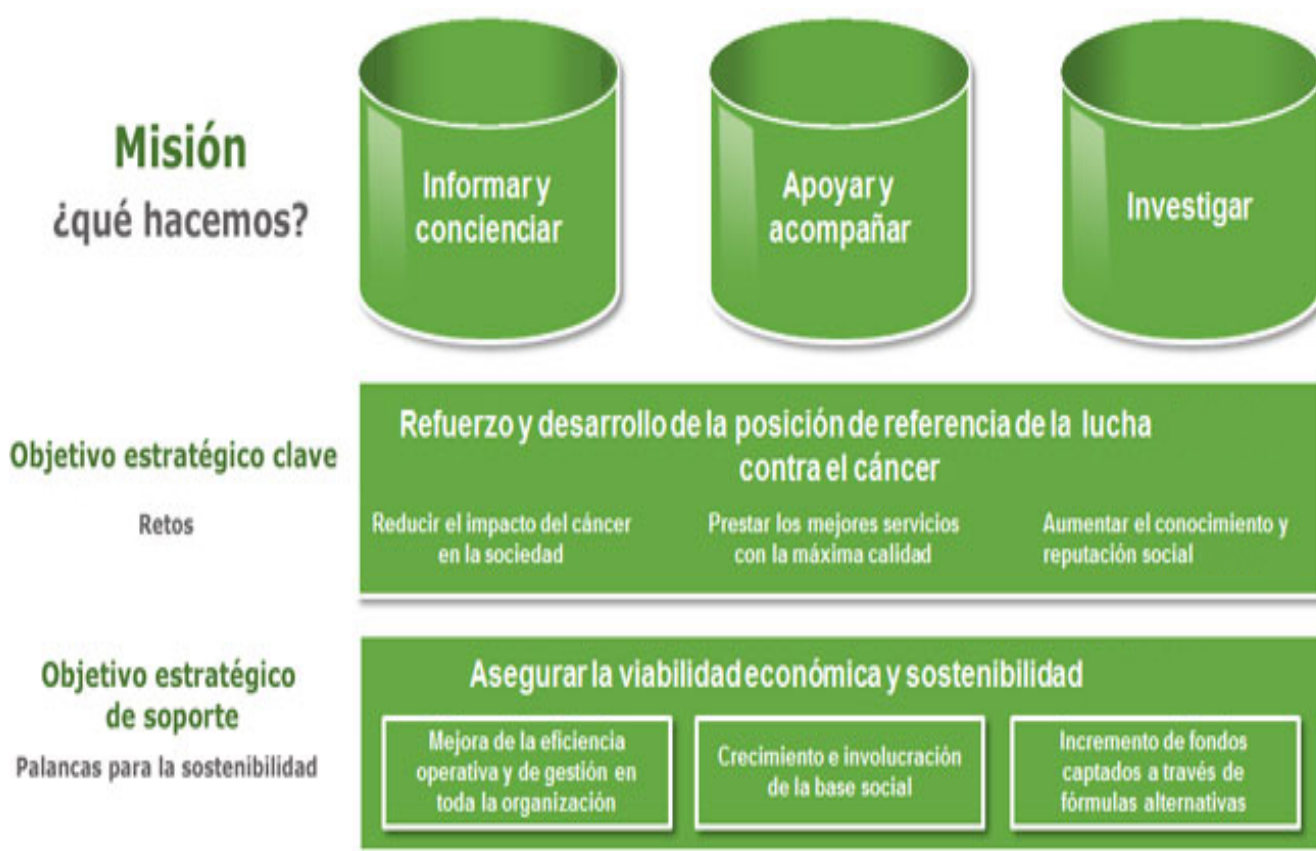 Misión
¿qué hacemos?
Informar y
concienciar
Apoyar y
acompañar
Investigar
Objetivo estratégico clave
Retos
Refuerzo y desarrollo de la posición de referencia de la lucha
contra el cáncer
Reducir el impacto del cáncer
en la sociedad
Prestar los mejores servicios
con la máxima calidad
Aumentar el conocimiento y
reputación social
Objetivo estratégico
de soporte
Palancas para la sostenibilidad
Asegurar la viabilidad económica y sostenibilidad
Mejora de la eficiencia
operativa y de gestión en
toda la organización
Crecimiento e involucración
de la base social
Incremento de fondos
captados a través de
fórmulas alternativas